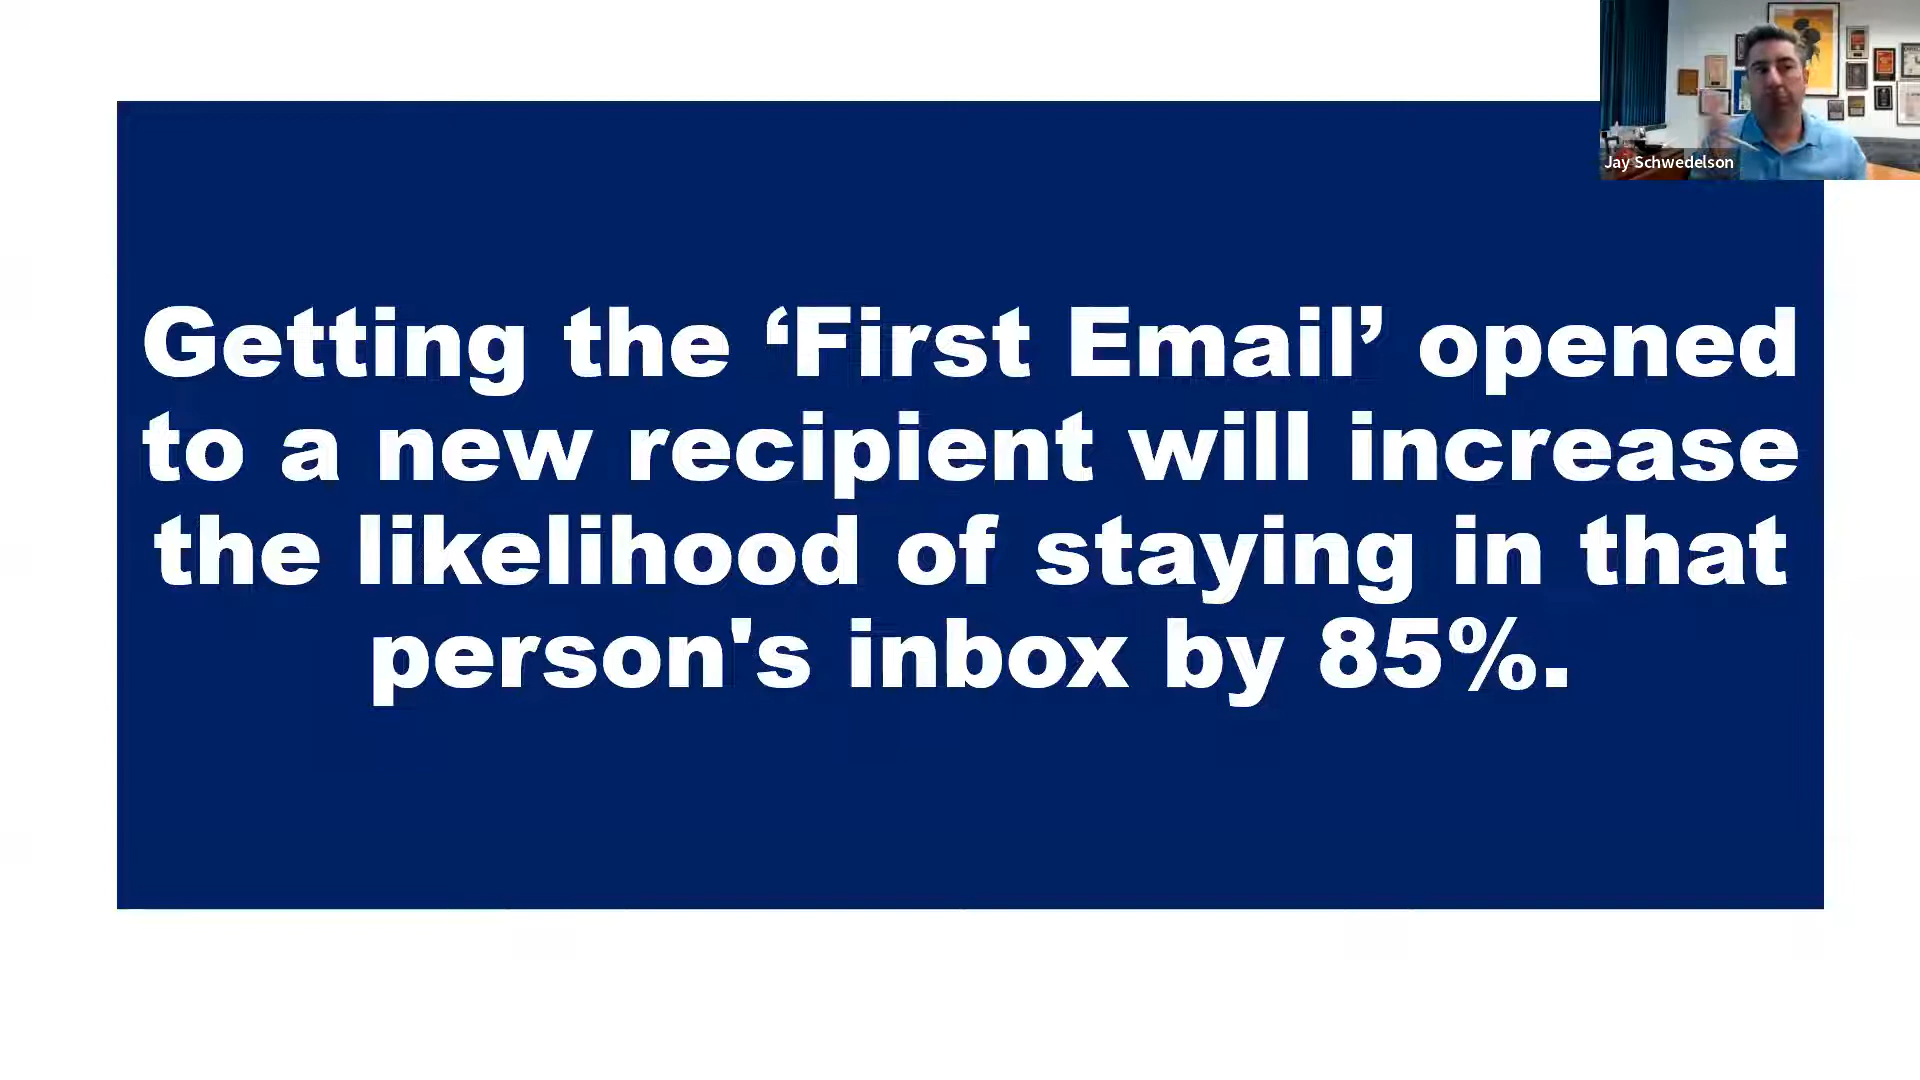 Jay Schwedelson
Getting the ‘First Email’ opened
to a new recipient will increase
the likelihood of staying in that
person's inbox by 85%.